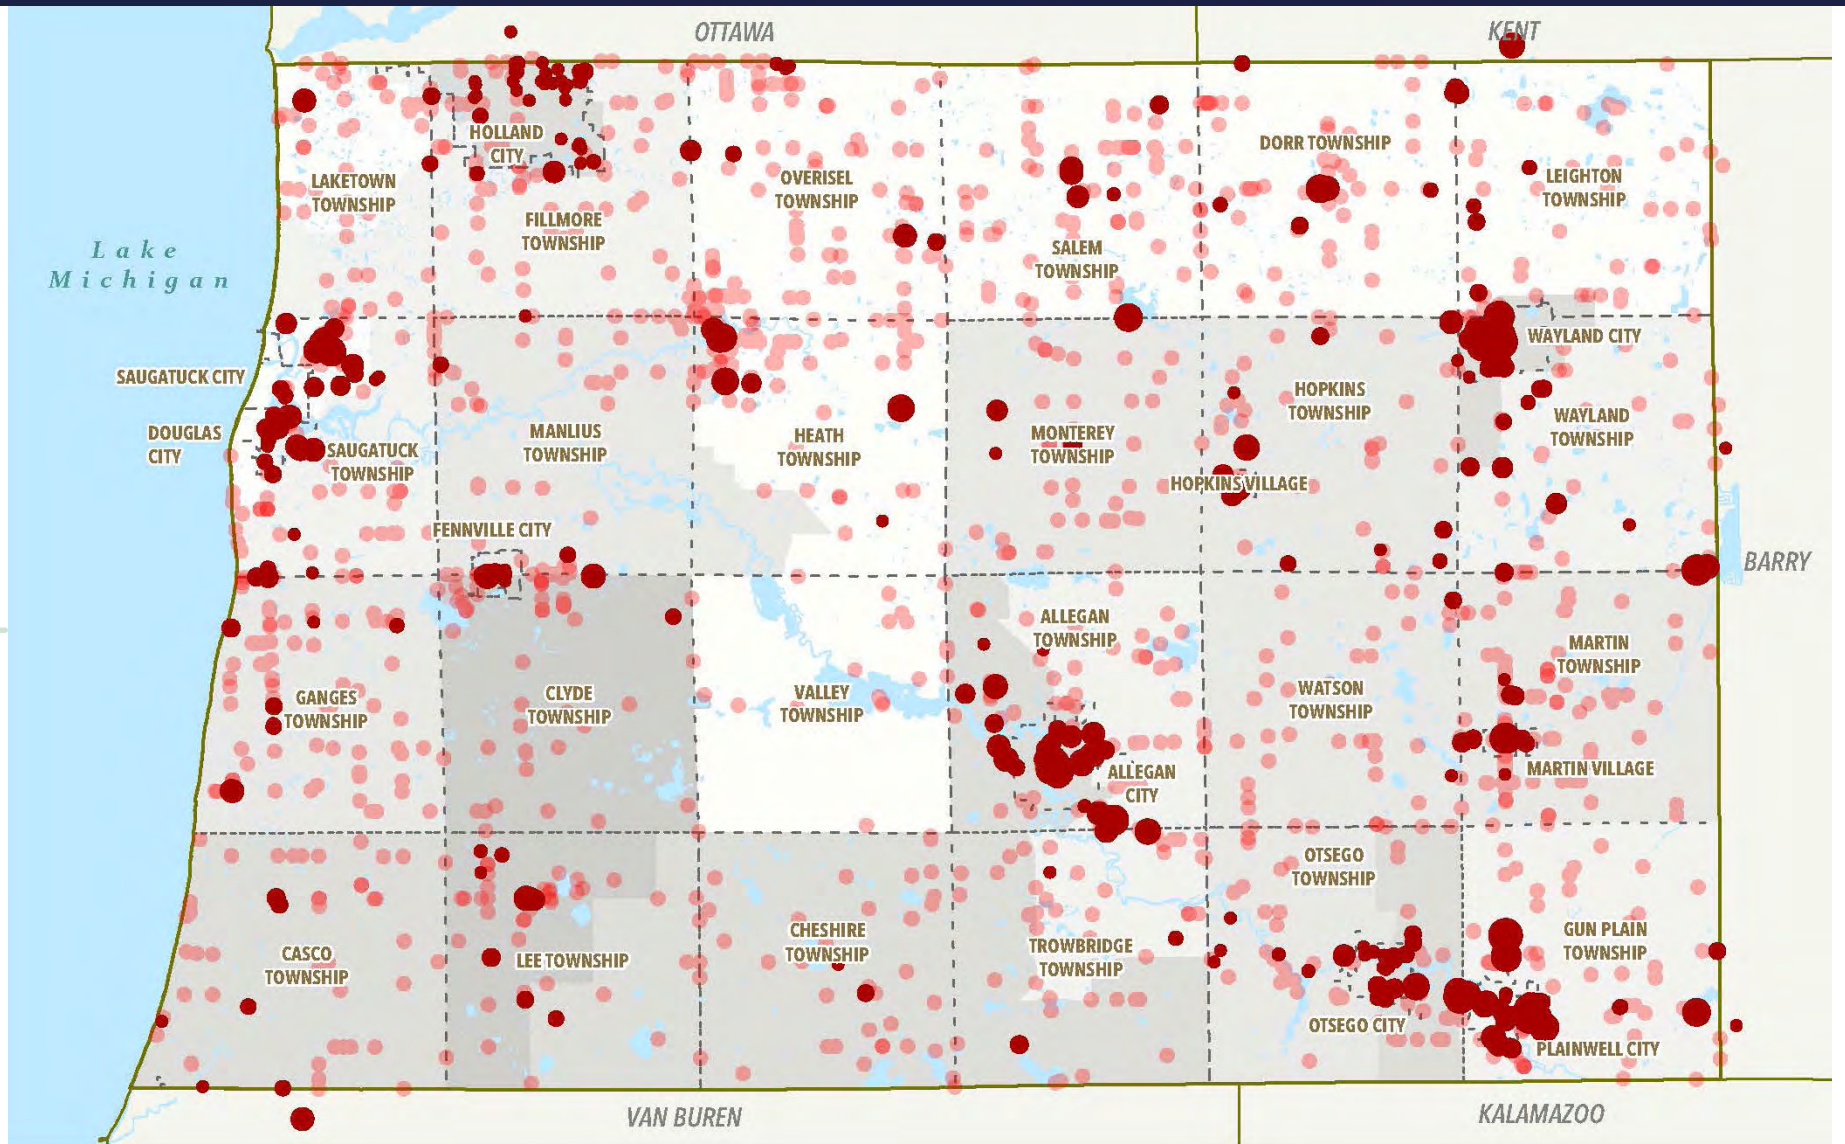 OTTAWA
KENT
HOLLAND
CITY
DORR TOWNSHIP
LAKETOWN
TOWNSHIP
OVERISEL
TOWNSHIP
LEIGHTON
TOWNSHIP
FILLMORE
TOWNSHIP
Lake
Michigan
SALEM
TOWNSHIP
WAYLAND CITY
SAUGATUCK CITY
HOPKINS
TOWNSHIP
DOUGLAS
CITY
SAUGATUCK
TOWNSHIP
MANLIUS
TOWNSHIP
HEATH
TOWNSHIP
MONTEREY
TOWNSHIP
WAYLAND
TOWNSHIP
HOPKINS VILLAGE
FENNVILLE CITY
BARRY
ALLEGAN
TOWNSHIP
MARTIN
TOWNSHIP
GANGES
TOWNSHIP
CLYDE
TOWNSHIP
VALLEY
TOWNSHIP
WATSON
TOWNSHIP
ALLEGAN
CITY
MARTIN VILLAGE
OTSEGO
TOWNSHIP
CASCO
TOWNSHIP
LEE TOWNSHIP
CHESHIRE
TOWNSHIP
TROWBRIDGE
TOWNSHIP
GUN PLAIN
TOWNSHIP
OTSEGO CITY
PLAINWELL CITY
VAN BUREN
KALAMAZOO